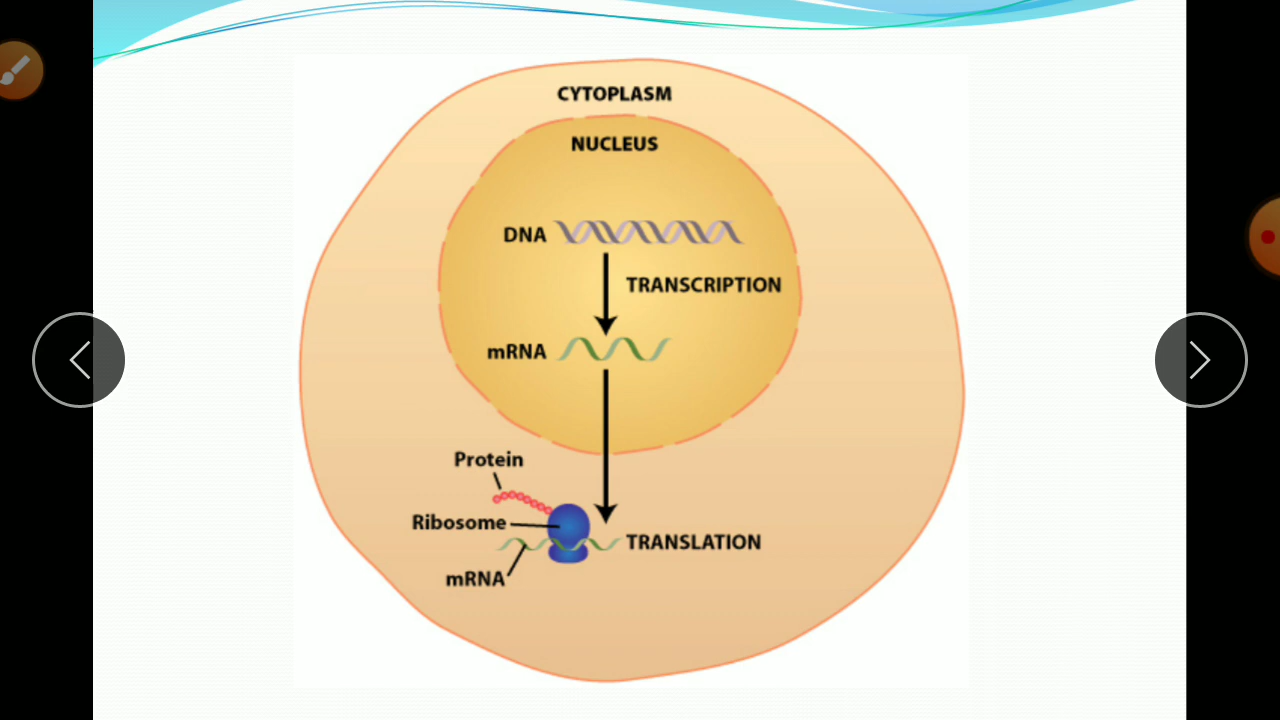 CYTOPLASM
NUCLEUS
DNA
TRANSCRIPTION
mRNA
Protein
Ribosome
TRANSLATION
mRNA